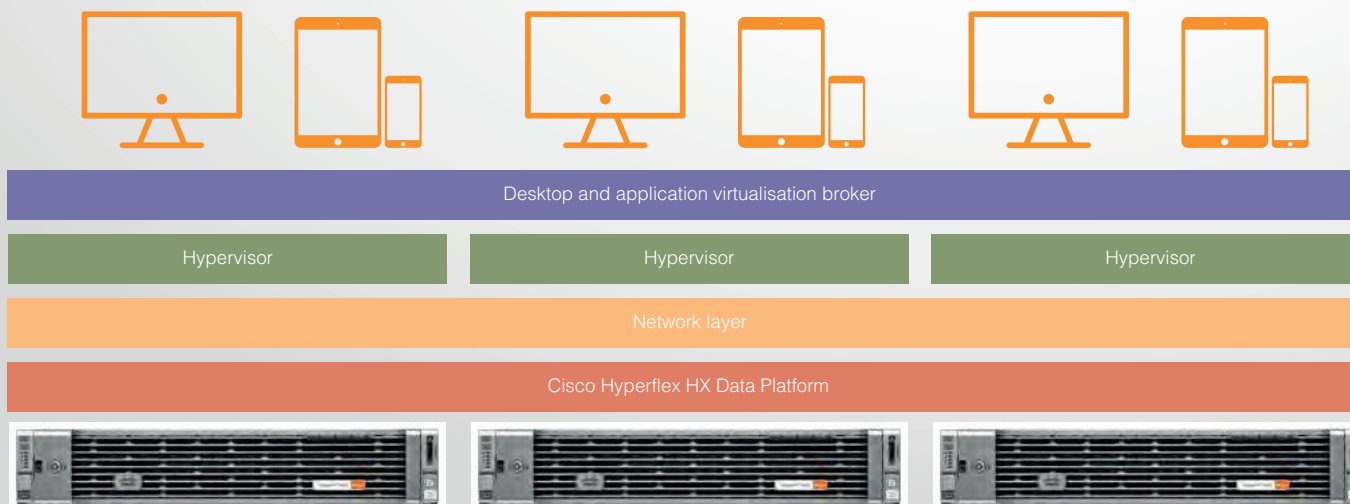 Desktop and application virtualisation broker
Hypervisor
Hypervisor
Hypervisor
Network layer
Cisco Hyperflex HX Data Platform